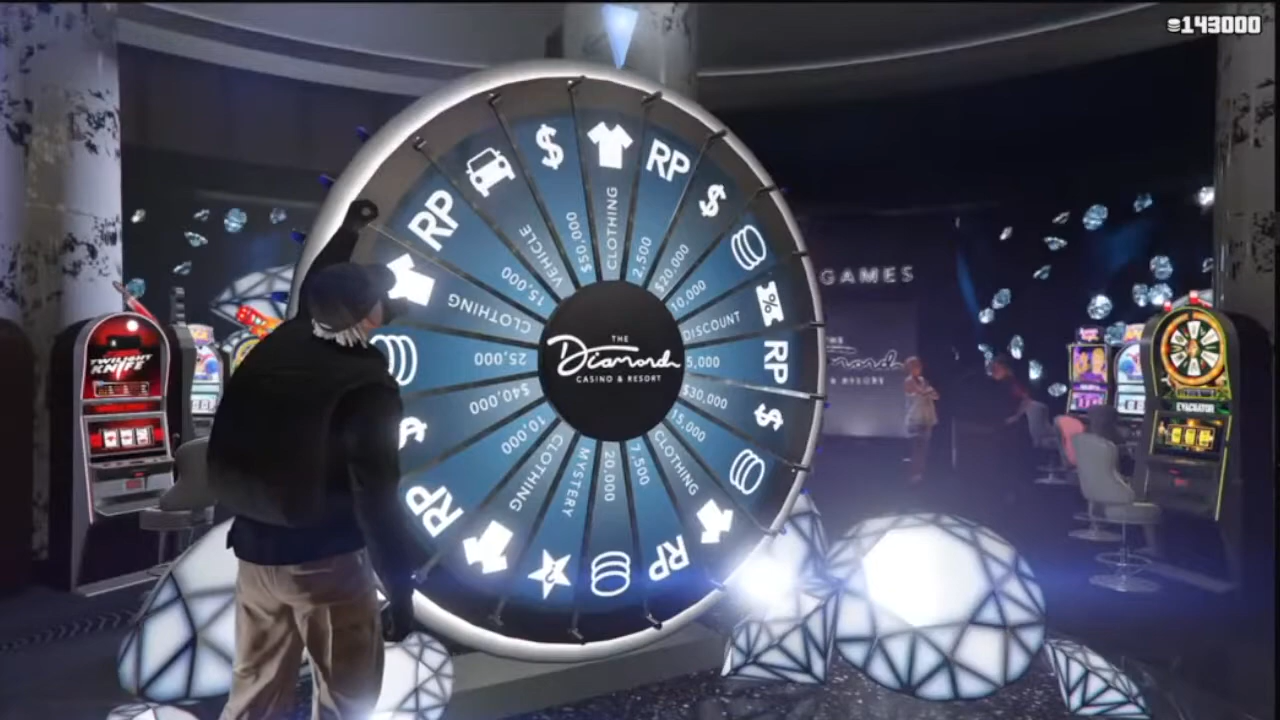 143000
$
RP
CLOTHING
RP
$
VEHICLE
$50,000
2,500
$20,000
15,000
10,000
GAMES
CLOTHING
%
DISCOUNT
THE
Diamond
CASINO & RESORT
25,000
5,000
RP
TWILIGHT
KNIFE
$40,000
$30,000
$
10,000
15,000
EVACUATOR
CLOTHING
MYSTERY
20,000
7,500
CLOTHING
RP
?
RP